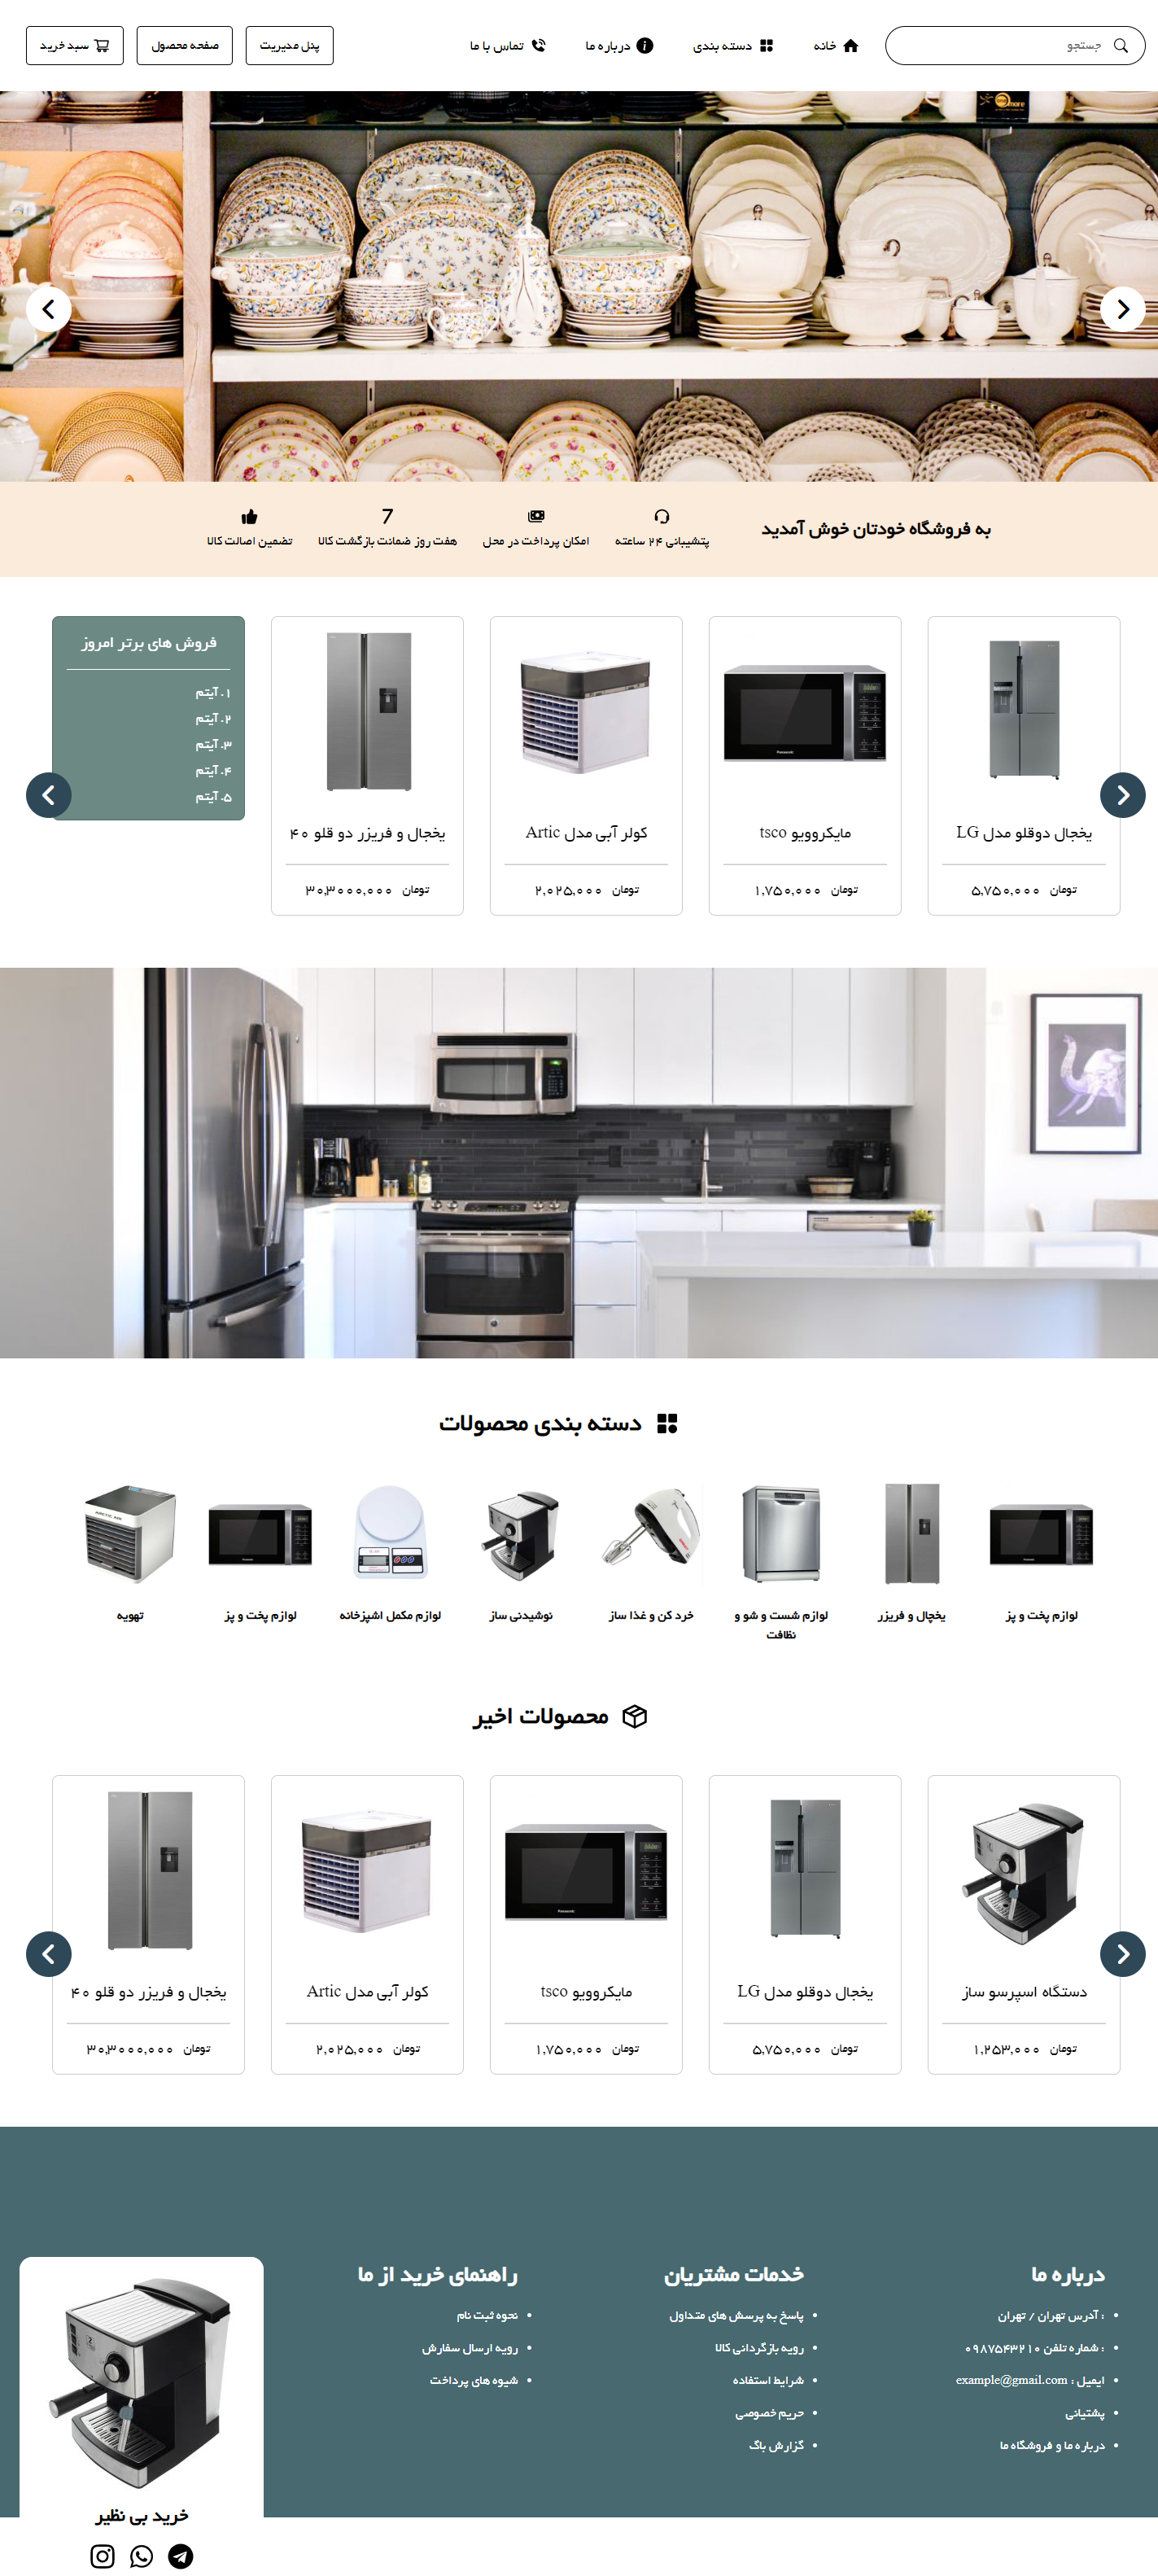 جستجو
خانه
دسته بندی
درباره ما
تماس با ما
پنل مدیریت
صفحه محصول
سبد خرید
به فروشگاه خودتان خوش آمدید
پشتیبانی ۲۴ ساعته
امکان پرداخت در محل
هفت روز ضمانت بازگشت کالا
تضمین اصالت کالا
یخجال دوقلو مدل LG
تومان ۵,۷۵۰,۰۰۰
Panasonic
مایکروویو tsco
تومان ۱,۷۵۰,۰۰۰
کولر آبی مدل Artic
تومان ۲,۰۲۵,۰۰۰
یخجال و فریزر دو قلو ۴۰
تومان ۳۰,۳۰۰۰,۰۰۰
فروش های برتر امروز
۱. آیتم
۲. آیتم
۳. آیتم
۴. آیتم
۵. آیتم
دسته بندی محصولات
لوازم پخت و پز
یخچال و فریزر
لوازم شست و شو و
نظافت
خرد کن و غذا ساز
نوشیدنی ساز
لوازم مکمل اشپزخانه
لوازم پخت و پز
تهویه
محصولات اخیر
دستگاه اسپرسو ساز
تومان ۱,۲۵۳,۰۰۰
یخجال دوقلو مدل LG
تومان ۵,۷۵۰,۰۰۰
Panasonic
مایکروویو tsco
تومان ۱,۷۵۰,۰۰۰
کولر آبی مدل Artic
تومان ۲,۰۲۵,۰۰۰
یخجال و فریزر دو قلو ۴۰
تومان ۳۰,۳۰۰۰,۰۰۰
درباره ما
: آدرس تهران / تهران
: شماره تلفن ۰۹۸۷۵۴۳۲۱۰
ایمیل : example@gmail.com
پشتیانی
درباره ما و فروشگاه ما
خدمات مشتریان
پاسخ به پرسش های متداول
رویه بازگردانی کالا
شرایط استفاده
حریم خصوصی
گزارش باگ
راهنمای خرید از ما
نحوه ثبت نام
رویه ارسال سفارش
شیوه های پرداخت
خرید بی نظیر